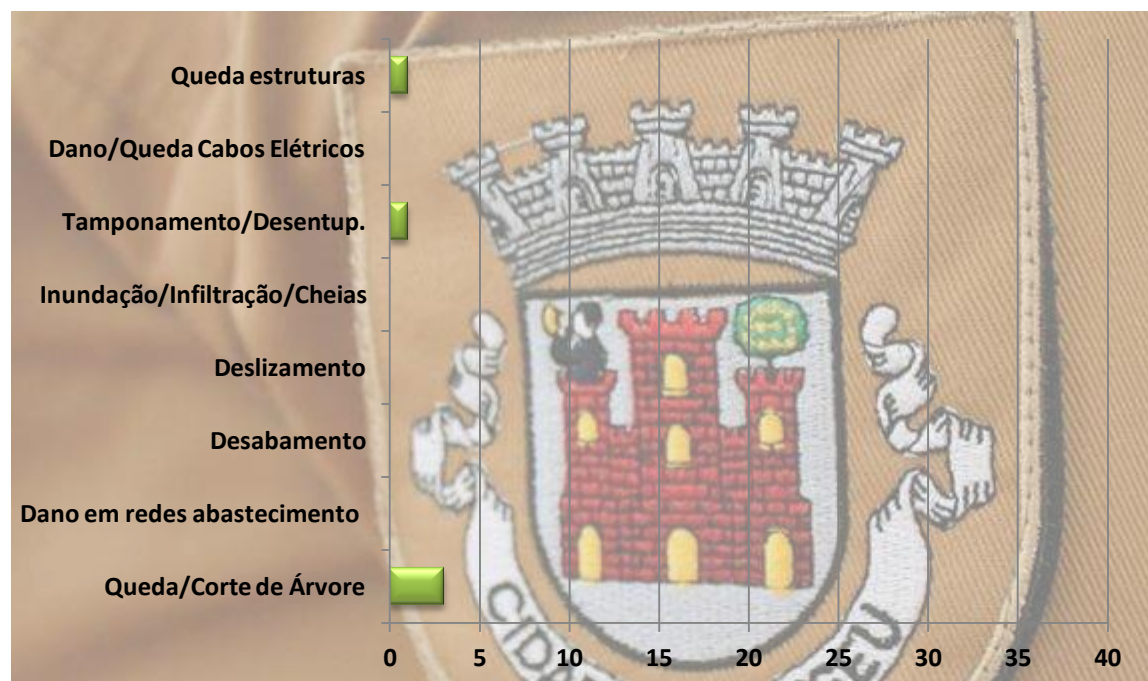 Queda estruturas
Dano/Queda Cabos Elétricos
Tamponamento/Desentup.
Inundação/Infiltração/Cheias
Deslizamento
Desabamento
Dano em redes abastecimento
Queda/Corte de Árvore
0 5 10 15 20 25 30 35 40